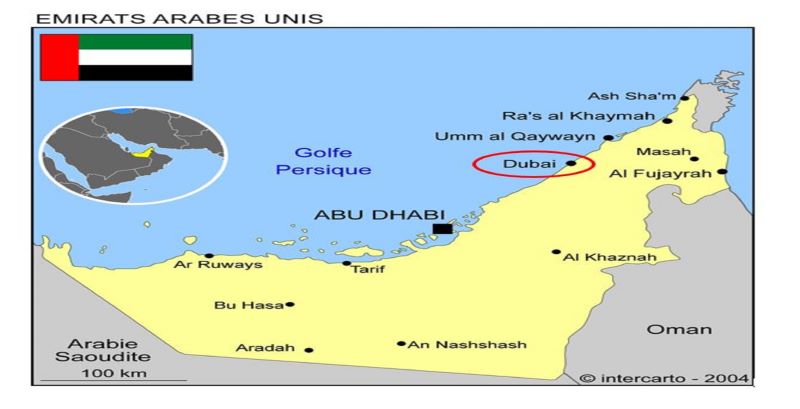 EMIRATS ARABES UNIS
Ash Sha'm
Ra's al Khaymah
Umm al Qaywayn
Golfe
Persique
Dubai
Masah
Al Fujayrah
ABU DHABI
Al Khaznah
Ar Ruways
Tarif
Bu Hasa
Oman
Arabie
Saoudite
Aradah
An Nashshash
100 km
© intercarto - 2004